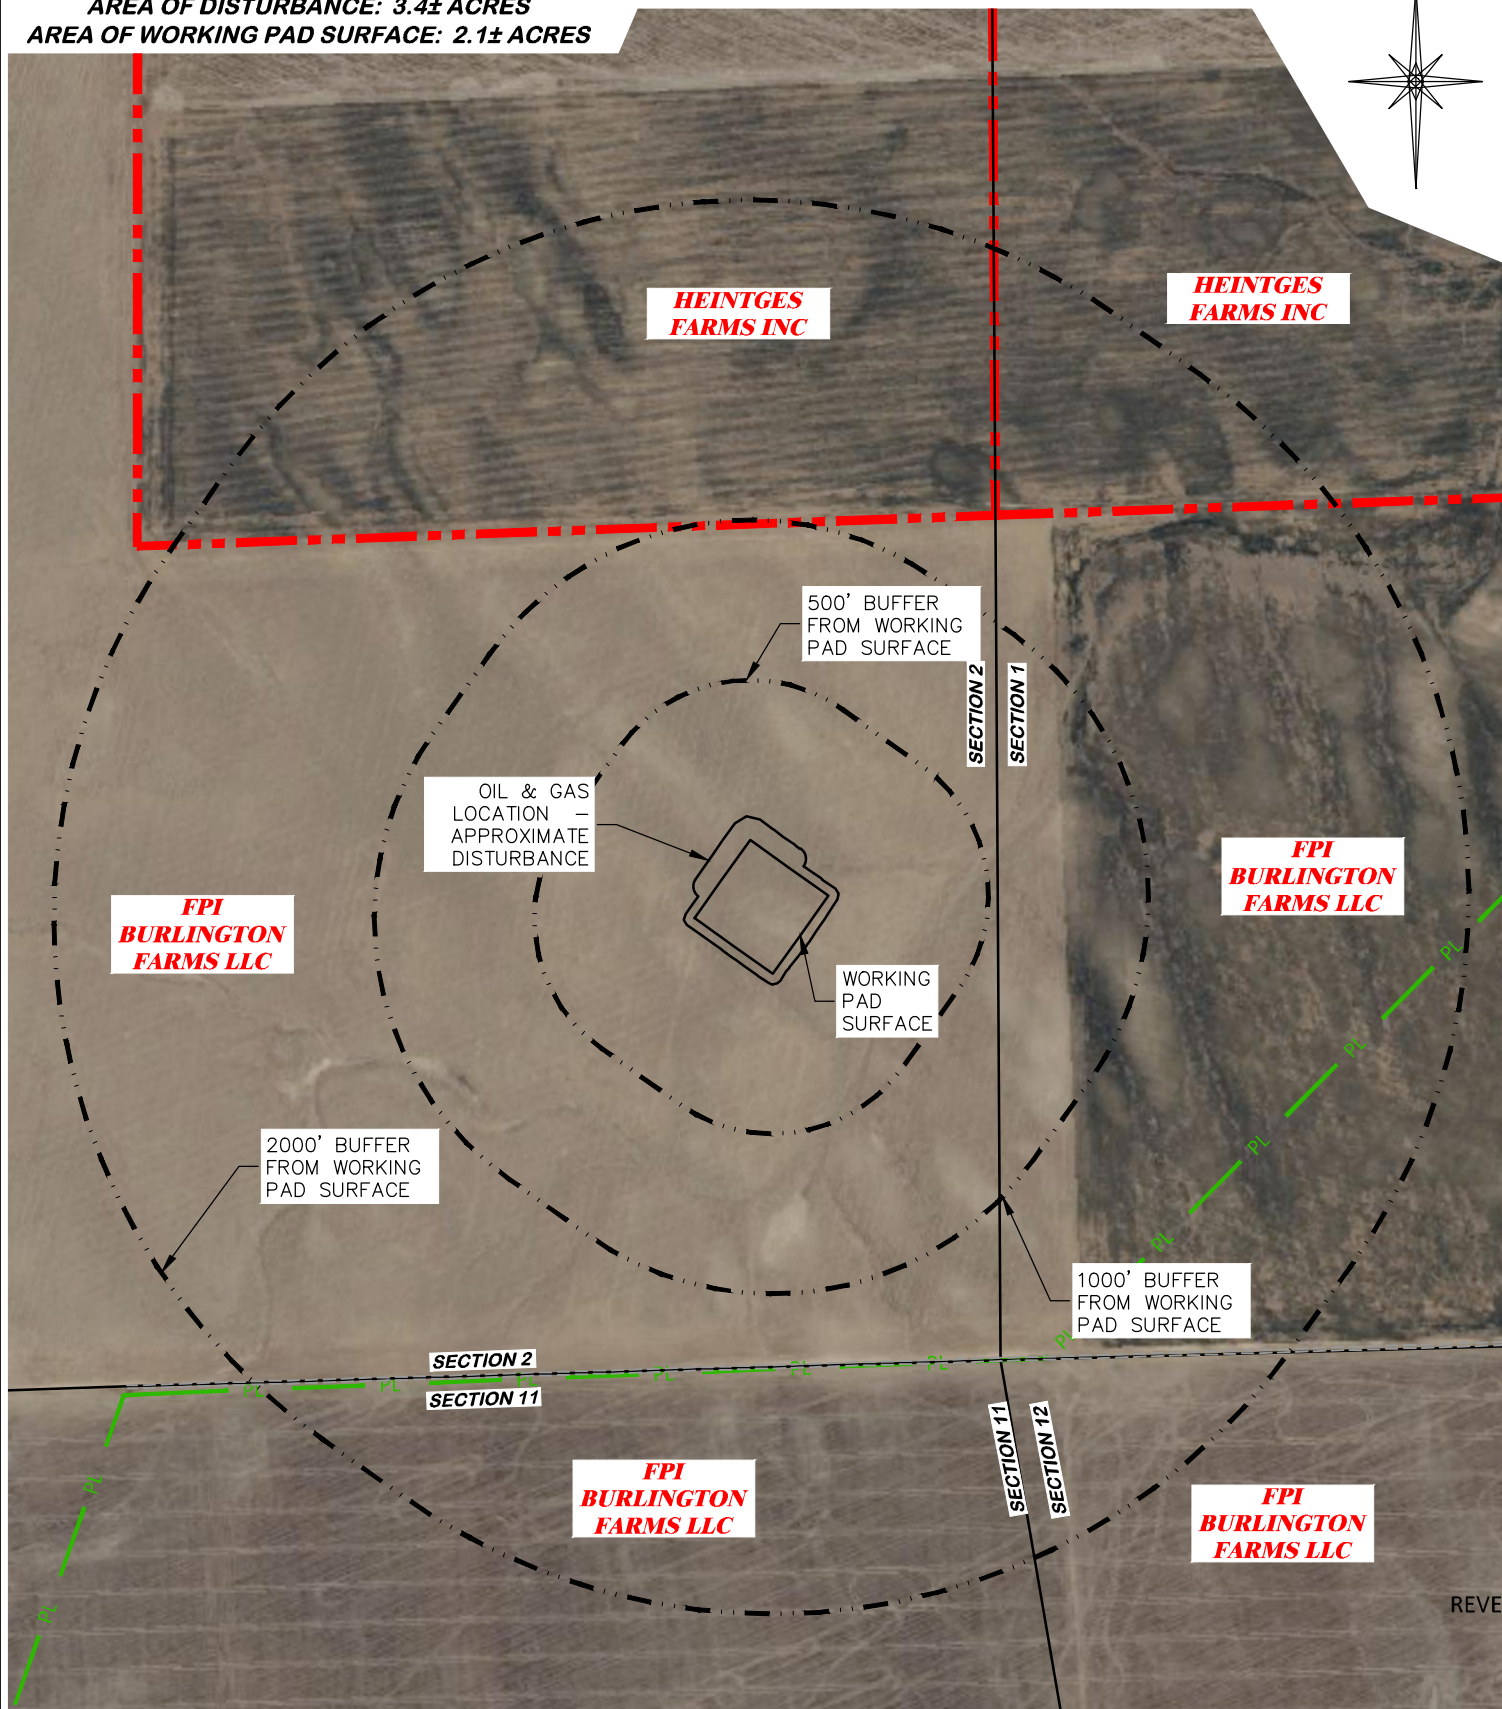 AREA OF DISTURBANCE: 3.4± ACRES
AREA OF WORKING PAD SURFACE: 2.1± ACRES
HEINTGES
FARMS INC
HEINTGES
FARMS INC
500' BUFFER
FROM WORKING
PAD SURFACE
SECTION 2
SECTION 1
OIL & GAS
LOCATION –
APPROXIMATE
DISTURBANCE
FPI
BURLINGTON
FARMS LLC
FPI
BURLINGTON
FARMS LLC
PL
WORKING
PAD
SURFACE
PL
PL
2000' BUFFER
FROM WORKING
PAD SURFACE
PL
1000' BUFFER
FROM WORKING
PAD SURFACE
PL
SECTION 2
PL
PL
PL
PL
PL
PL
SECTION 11
SECTION 11
SECTION 12
PL
FPI
BURLINGTON
FARMS LLC
FPI
BURLINGTON
FARMS LLC
PL
REVE